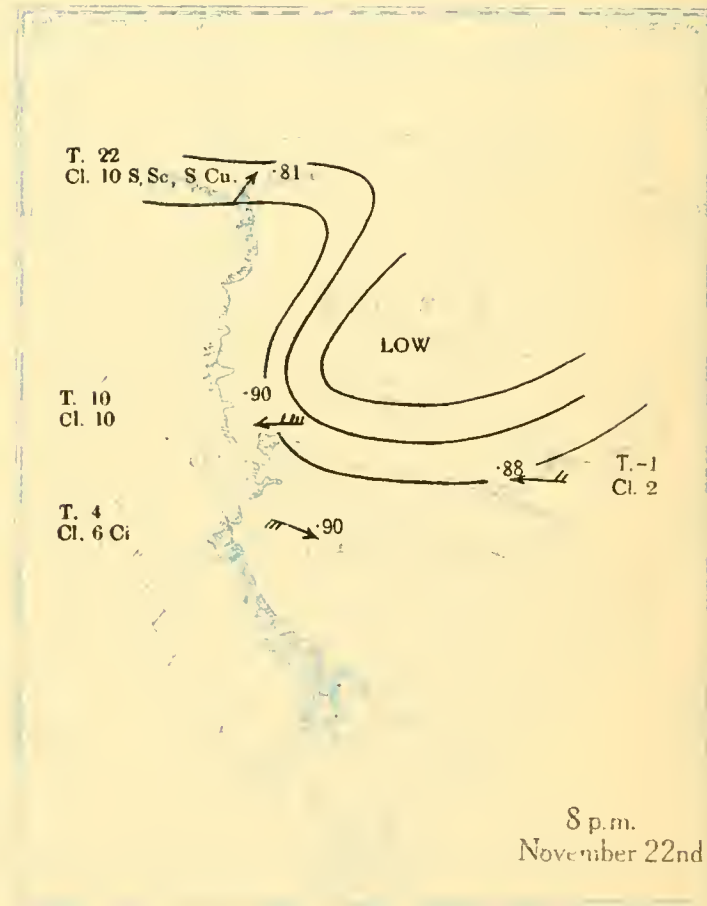 T. 22
Cl. 10 S, Sc, S Cu.
.81
LOW
T. 10
Cl. 10
.90
.88
T.-1
Cl. 2
T. 4
Cl. 6 Ci
.90
8 p.m.
November 22nd